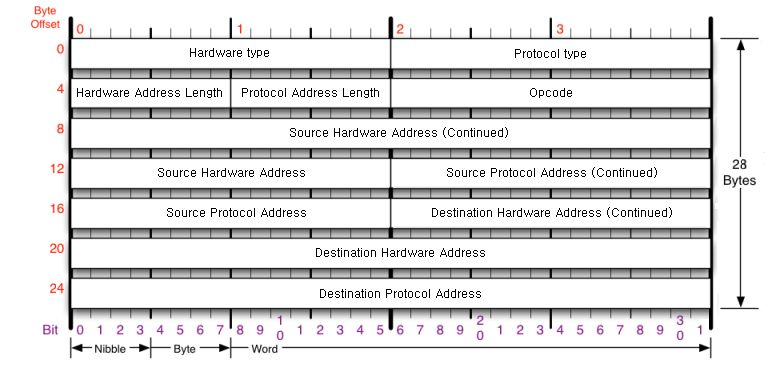 Byte
Offset
0 1 2 3
0 Hardware type Protocol type
4 Hardware Address Length Protocol Address Length Opcode
8 Source Hardware Address (Continued)
12 Source Hardware Address Source Protocol Address (Continued)
16 Source Protocol Address Destination Hardware Address (Continued)
20 Destination Hardware Address
24 Destination Protocol Address
28
Bytes
Bit 0 1 2 3 4 5 6 7 8 9 10 1 2 3 4 5 6 7 8 9 20 1 2 3 4 5 6 7 8 9 30 1
Nibble Byte Word